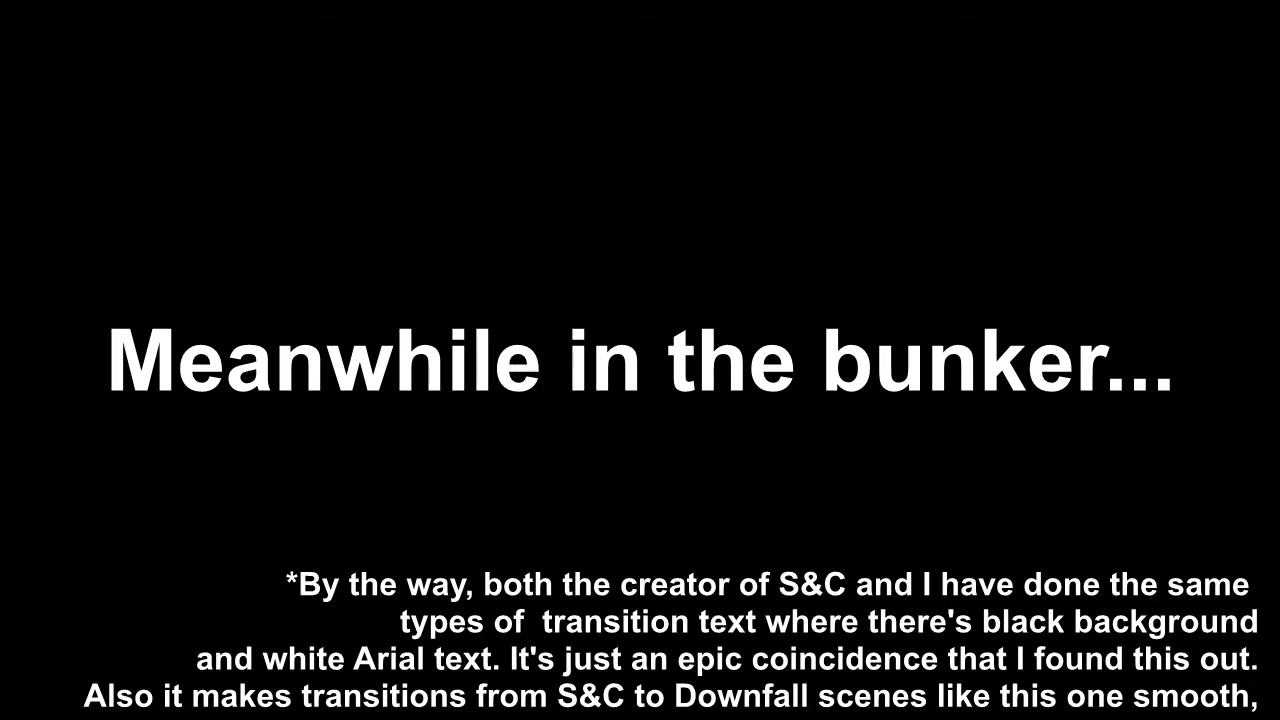 Meanwhile in the bunker...
*By the way, both the creator of S&C and I have done the same
types of  transition text where there's black background
and white Arial text. It's just an epic coincidence that I found this out.
Also it makes transitions from S&C to Downfall scenes like this one smooth,